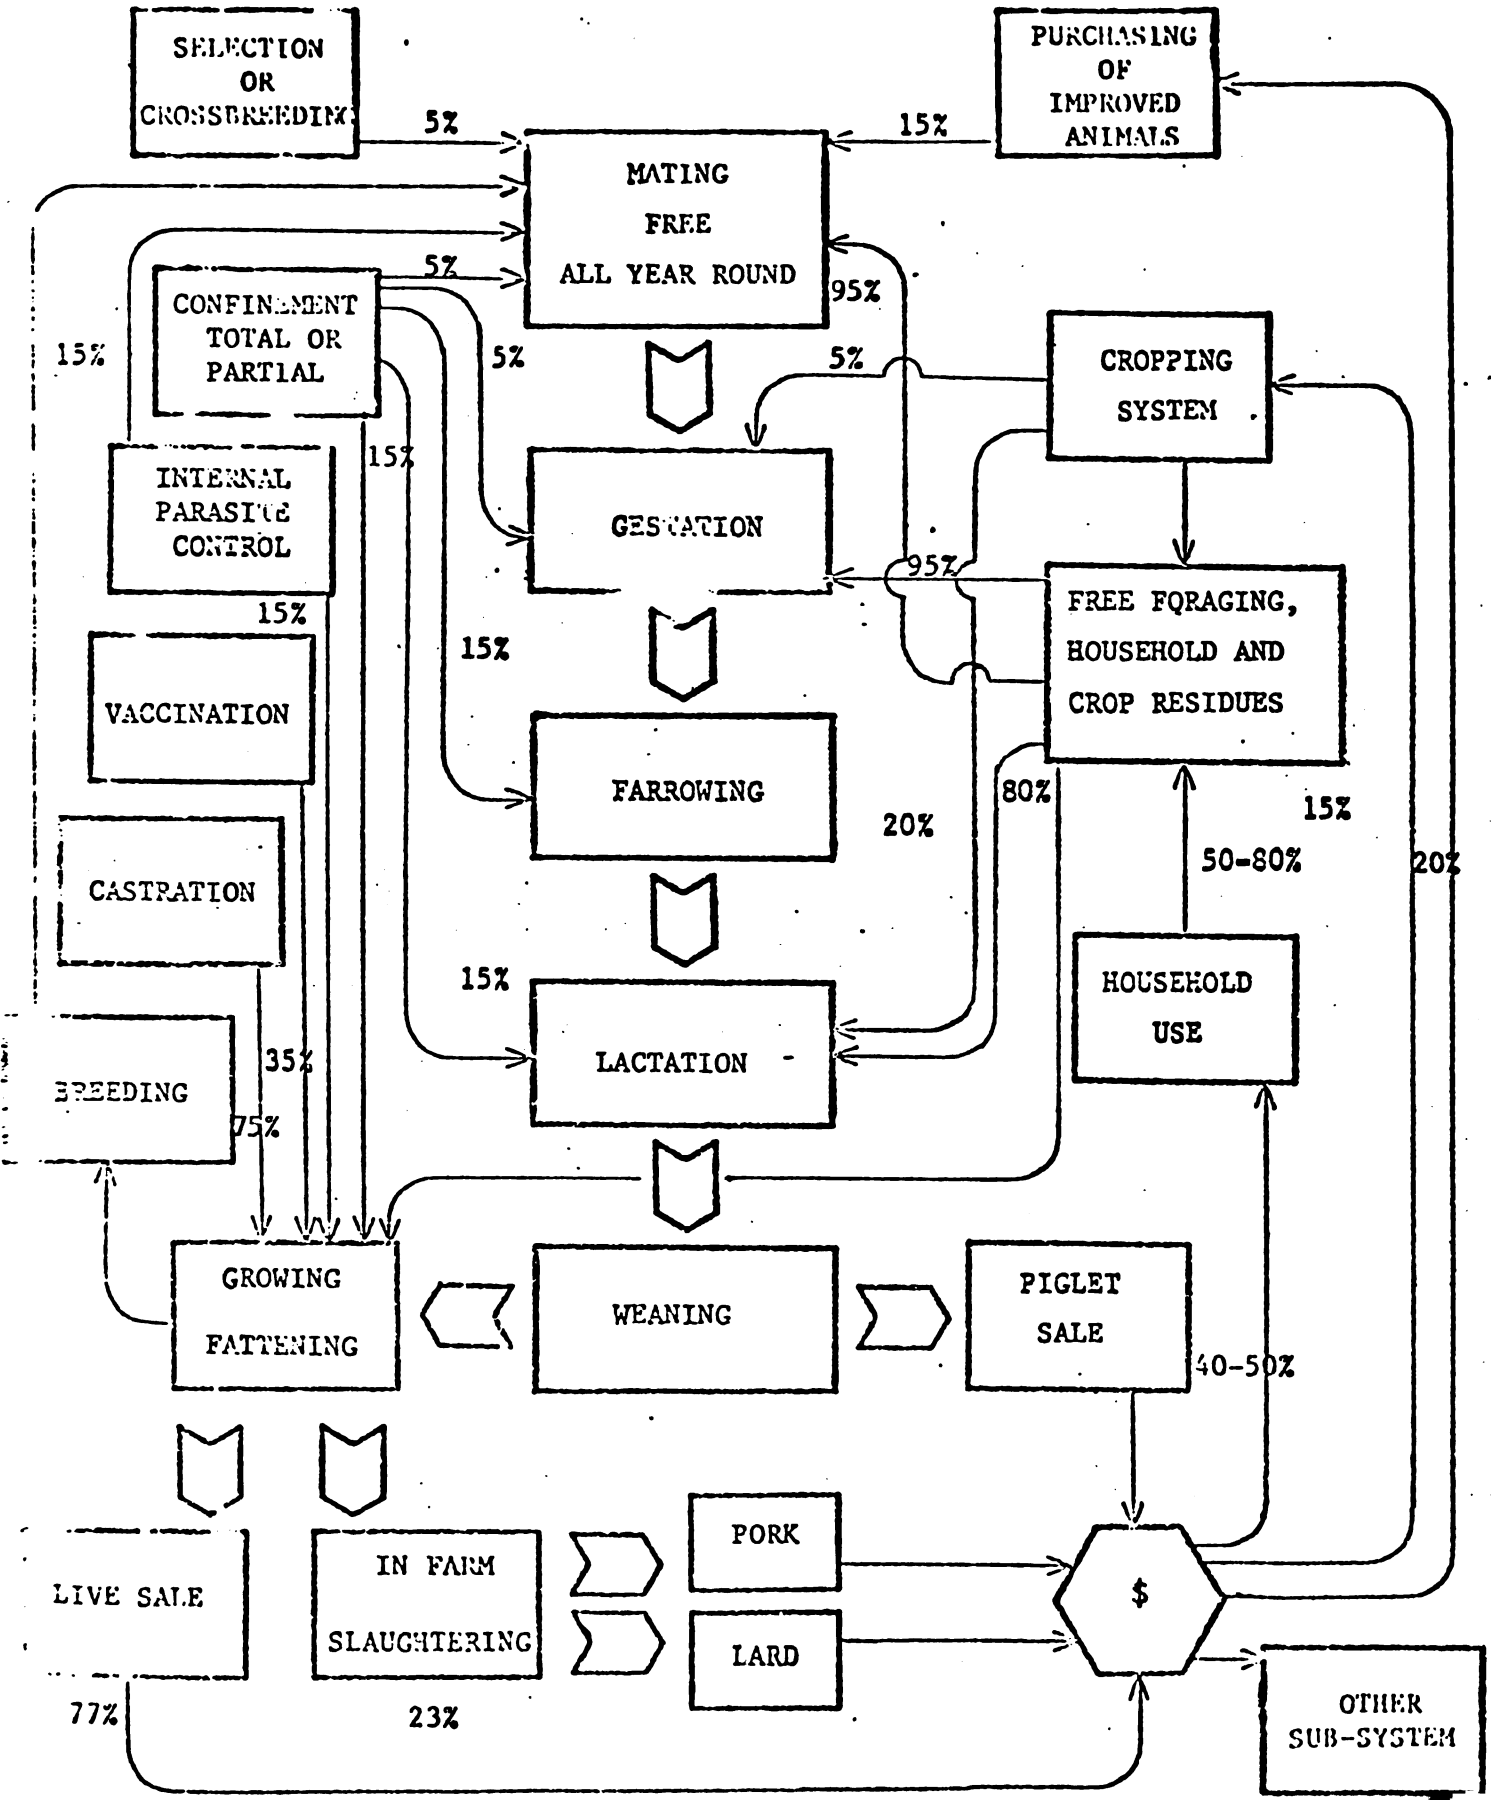 SELECTION
OR
CROSSBREEDING
PURCHASING
OF
IMPROVED
ANIMALS
5%
15%
MATING
FREE
ALL YEAR ROUND
5%
95%
CONFINEMENT
TOTAL OR
PARTIAL
15%
5%
5%
CROPPING
SYSTEM
15%
INTERNAL
PARASITE
CONTROL
GESTATION
95%
FREE FORAGING,
HOUSEHOLD AND
CROP RESIDUES
15%
15%
VACCINATION
FARROWING
80%
15%
20%
50-80%
20%
CASTRATION
15%
HOUSEHOLD
USE
LACTATION
35%
BREEDING
75%
GROWING
FATTENING
WEANING
PIGLET
SALE
40-50%
LIVE SALE
IN FARM
SLAUGHTERING
PORK
LARD
$
77%
23%
OTHER
SUB-SYSTEM